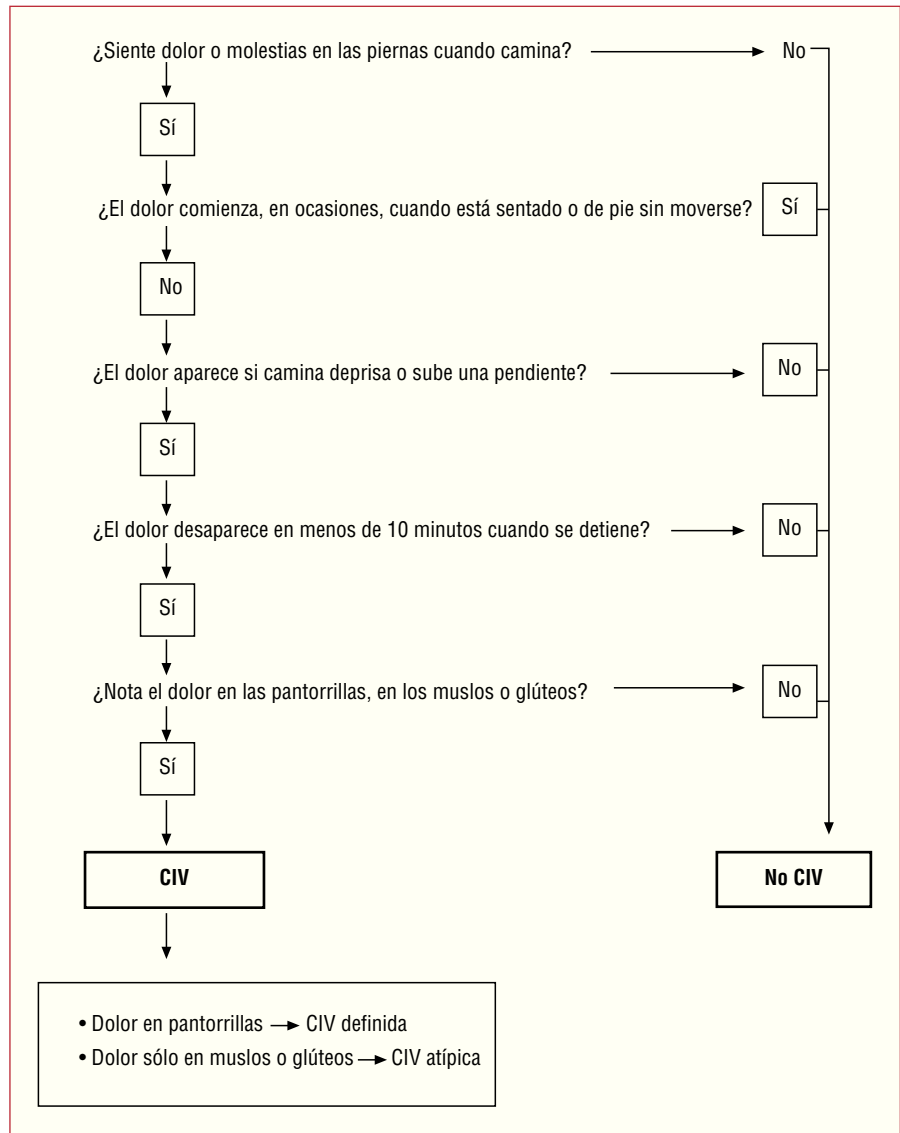 ¿Siente dolor o molestias en las piernas cuando camina? No
Sí
¿El dolor comienza, en ocasiones, cuando está sentado o de pie sin moverse? Sí
No
¿El dolor aparece si camina deprisa o sube una pendiente? No
Sí
¿El dolor desaparece en menos de 10 minutos cuando se detiene? No
Sí
¿Nota el dolor en las pantorrillas, en los muslos o glúteos? No
Sí
CIV No CIV
• Dolor en pantorrillas → CIV definida
• Dolor sólo en muslos o glúteos → CIV atípica